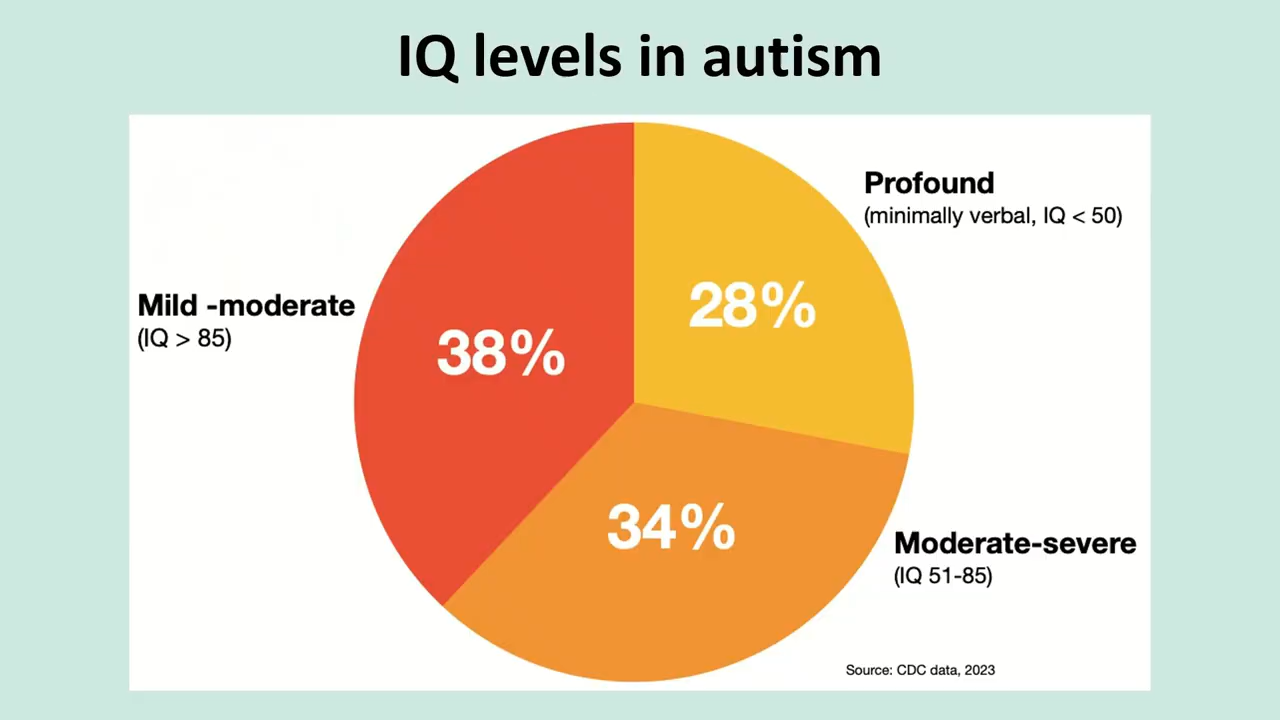 IQ levels in autism
Profound
(minimally verbal, IQ < 50)
28%
Mild -moderate
(IQ > 85)
38%
34%
Moderate-severe
(IQ 51-85)
Source: CDC data, 2023